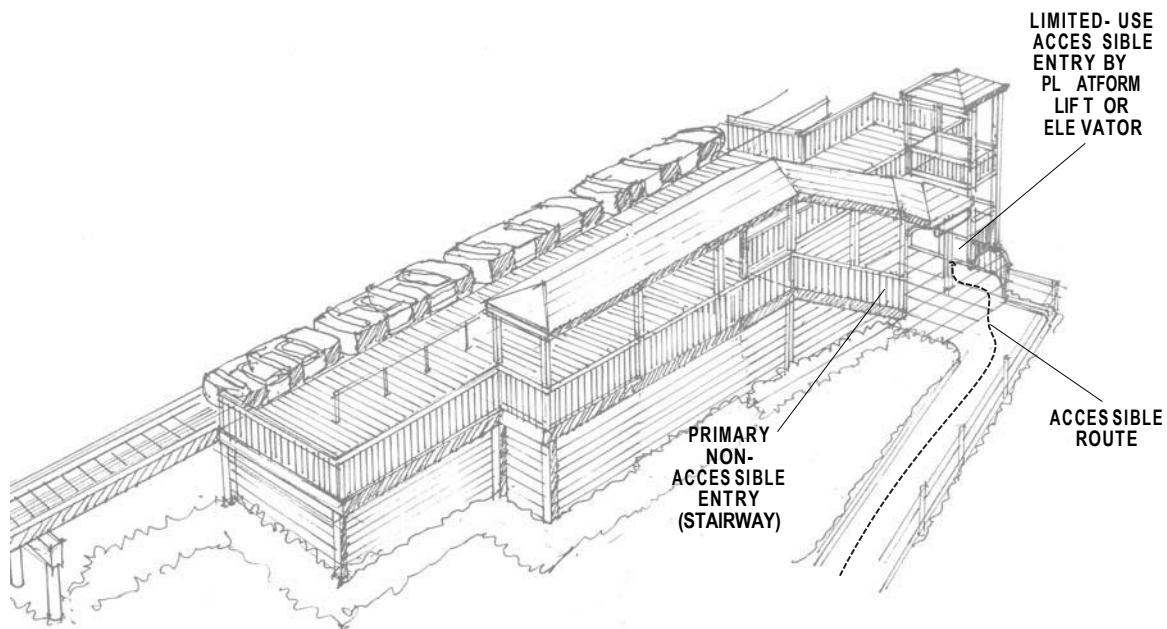 LIMITED- USE
ACCES SIBLE
ENTRY BY
PL ATFORM
LIF T OR
ELE VATOR
ACCES SIBLE
ROUTE
PRIMARY
NON-
ACCES SIBLE
ENTRY
(STAIRWAY)